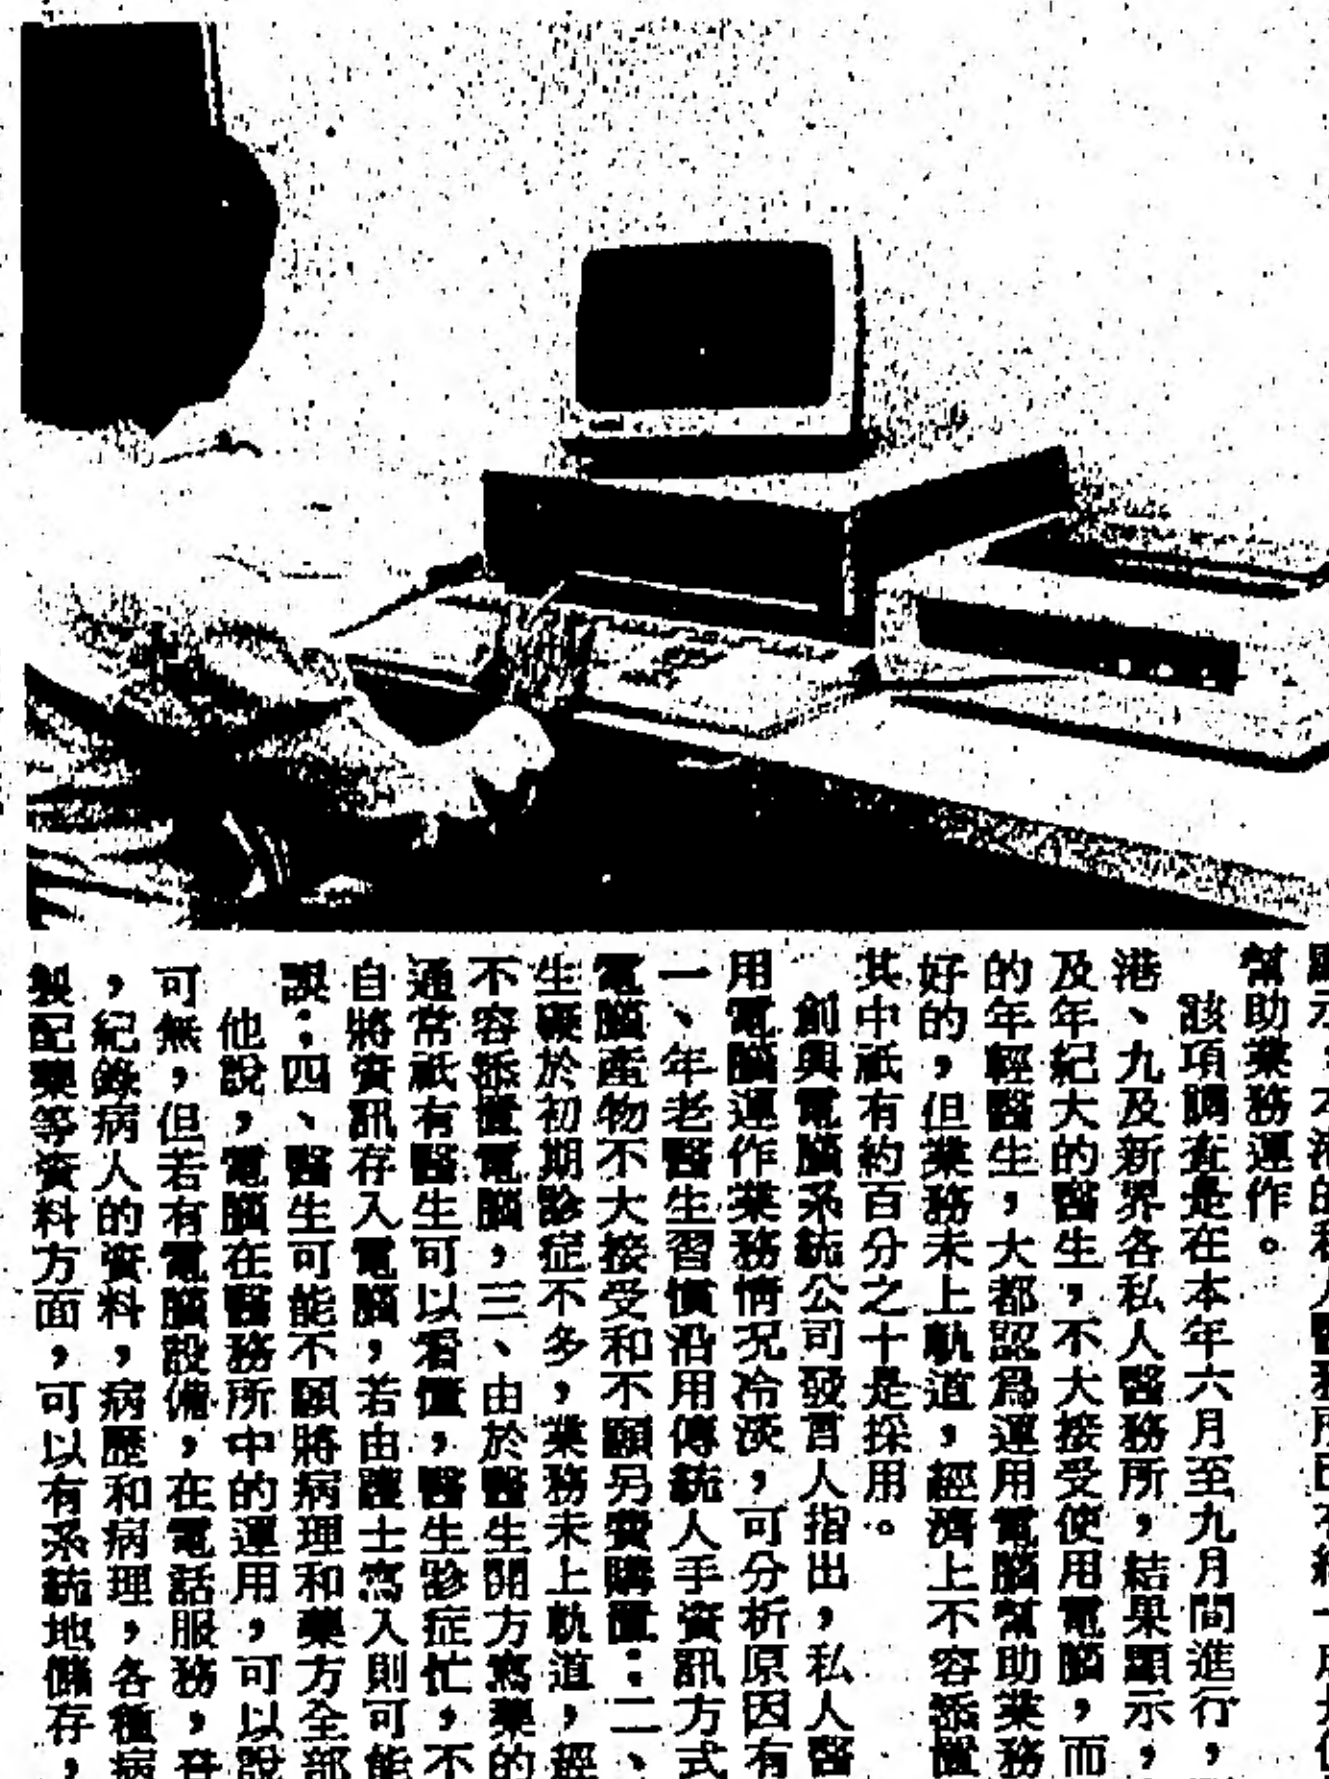 幫助業務運作。
該項調查是在本年六月至九月間進行，
港、九及新界各私人醫務所，結果顯示，
及年紀大的醫生，不大接受使用電腦，而
的年輕醫生，大都認爲運用電腦幫助業務
好的，但業務未上軌道，經濟上不容添置
其中祇有約百分之十是採用。
創興電腦系統公司發言人指出，私人醫
用電腦運作業務情況冷淡，可分析原因有
一、年老醫生習慣沿用傳統人手資訊方式
電腦產物不大接受和不願另費購置：二、
生礙於初期診症不多，業務未上軌道，經
不容添置電腦，三、由於醫生開方寫藥的
通常祇有醫生可以看懂，醫生診症忙，不
自將資訊存入電腦，若由護士寫入則可能
誤：四、醫生可能不願將病理和藥方全部
他說，電腦在醫務所中的運用，可以說
可無，但若有電腦設備，在電話服務，
，紀錄病人的資料，病歷和病理，各種病
製配藥等資料方面，可以有系統地儲存，